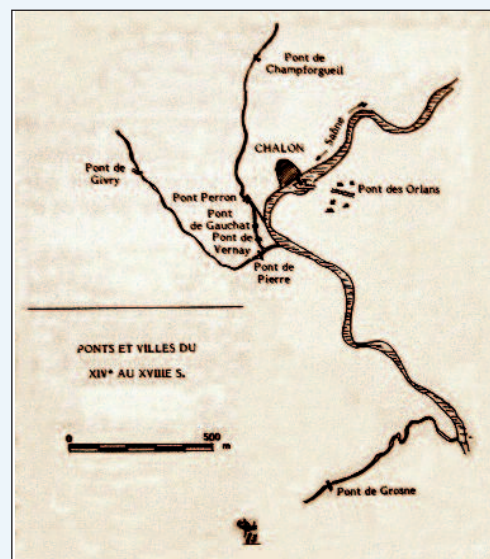 Pont de
Champforgueil
Saône
CHALON
Pont de
Givry
Pont des Orlans
Pont Perron
Pont
de Gauchat
Pont de
Vernay
Pont de
Pierre
PONTS ET VILLES DU
XIVe AU XVIIIE S.
0 500
m
Pont de Grosne